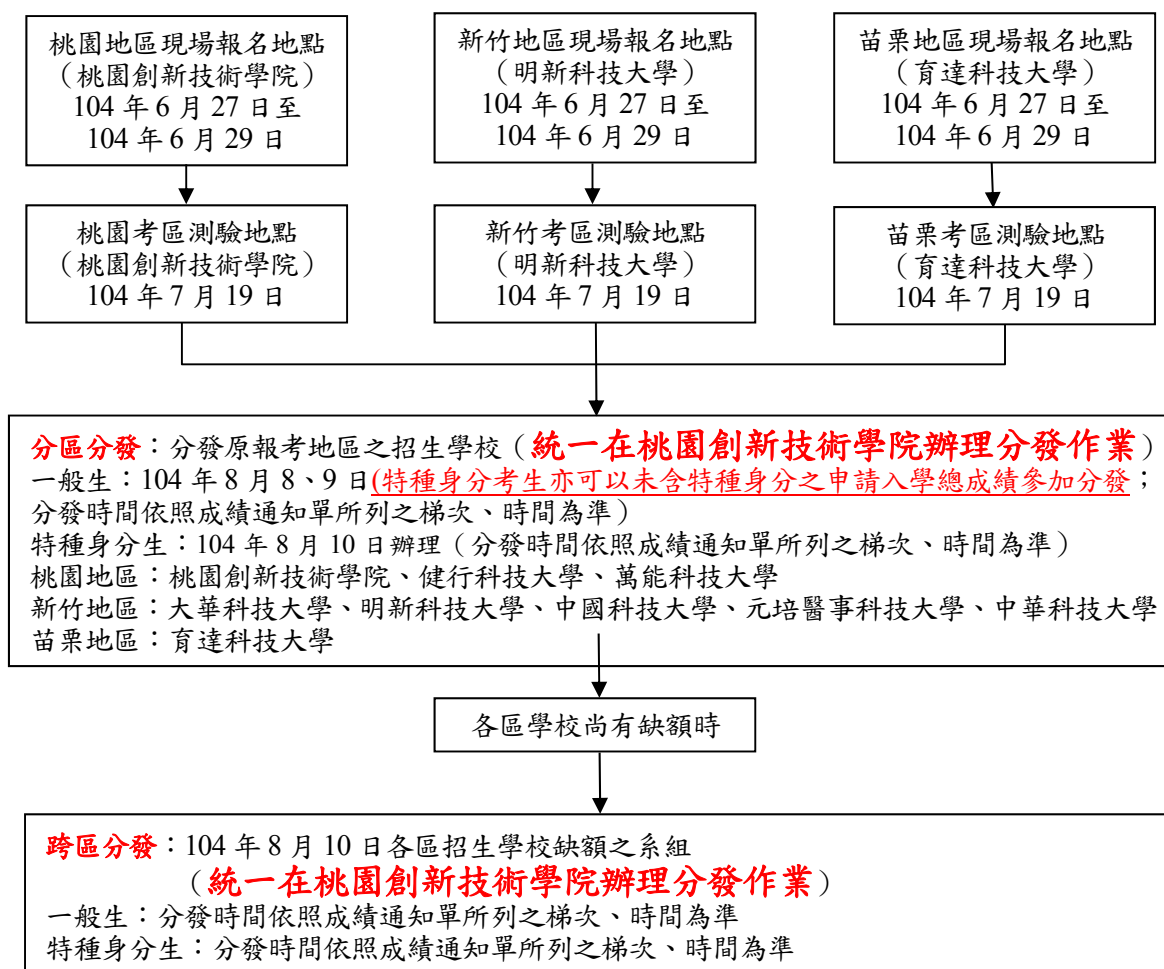 桃園地區現場報名地點
（桃園創新技術學院）
104 年 6 月 27 日至
104 年 6 月 29 日
新竹地區現場報名地點
（明新科技大學）
104 年 6 月 27 日至
104 年 6 月 29 日
苗栗地區現場報名地點
（育達科技大學）
104 年 6 月 27 日至
104 年 6 月 29 日
桃園考區測驗地點
（桃園創新技術學院）
104 年 7 月 19 日
新竹考區測驗地點
（明新科技大學）
104 年 7 月 19 日
苗栗考區測驗地點
（育達科技大學）
104 年 7 月 19 日
分區分發：分發原報考地區之招生學校（統一在桃園創新技術學院辦理分發作業）
一般生：104 年 8 月 8、9 日(特種身分考生亦可以未含特種身分之申請入學總成績參加分發；
分發時間依照成績通知單所列之梯次、時間為準）
特種身分生：104 年 8 月 10 日辦理（分發時間依照成績通知單所列之梯次、時間為準）
桃園地區：桃園創新技術學院、健行科技大學、萬能科技大學
新竹地區：大華科技大學、明新科技大學、中國科技大學、元培醫事科技大學、中華科技大學
苗栗地區：育達科技大學
各區學校尚有缺額時
跨區分發：104 年 8 月 10 日各區招生學校缺額之系組
（統一在桃園創新技術學院辦理分發作業）
一般生：分發時間依照成績通知單所列之梯次、時間為準
特種身分生：分發時間依照成績通知單所列之梯次、時間為準